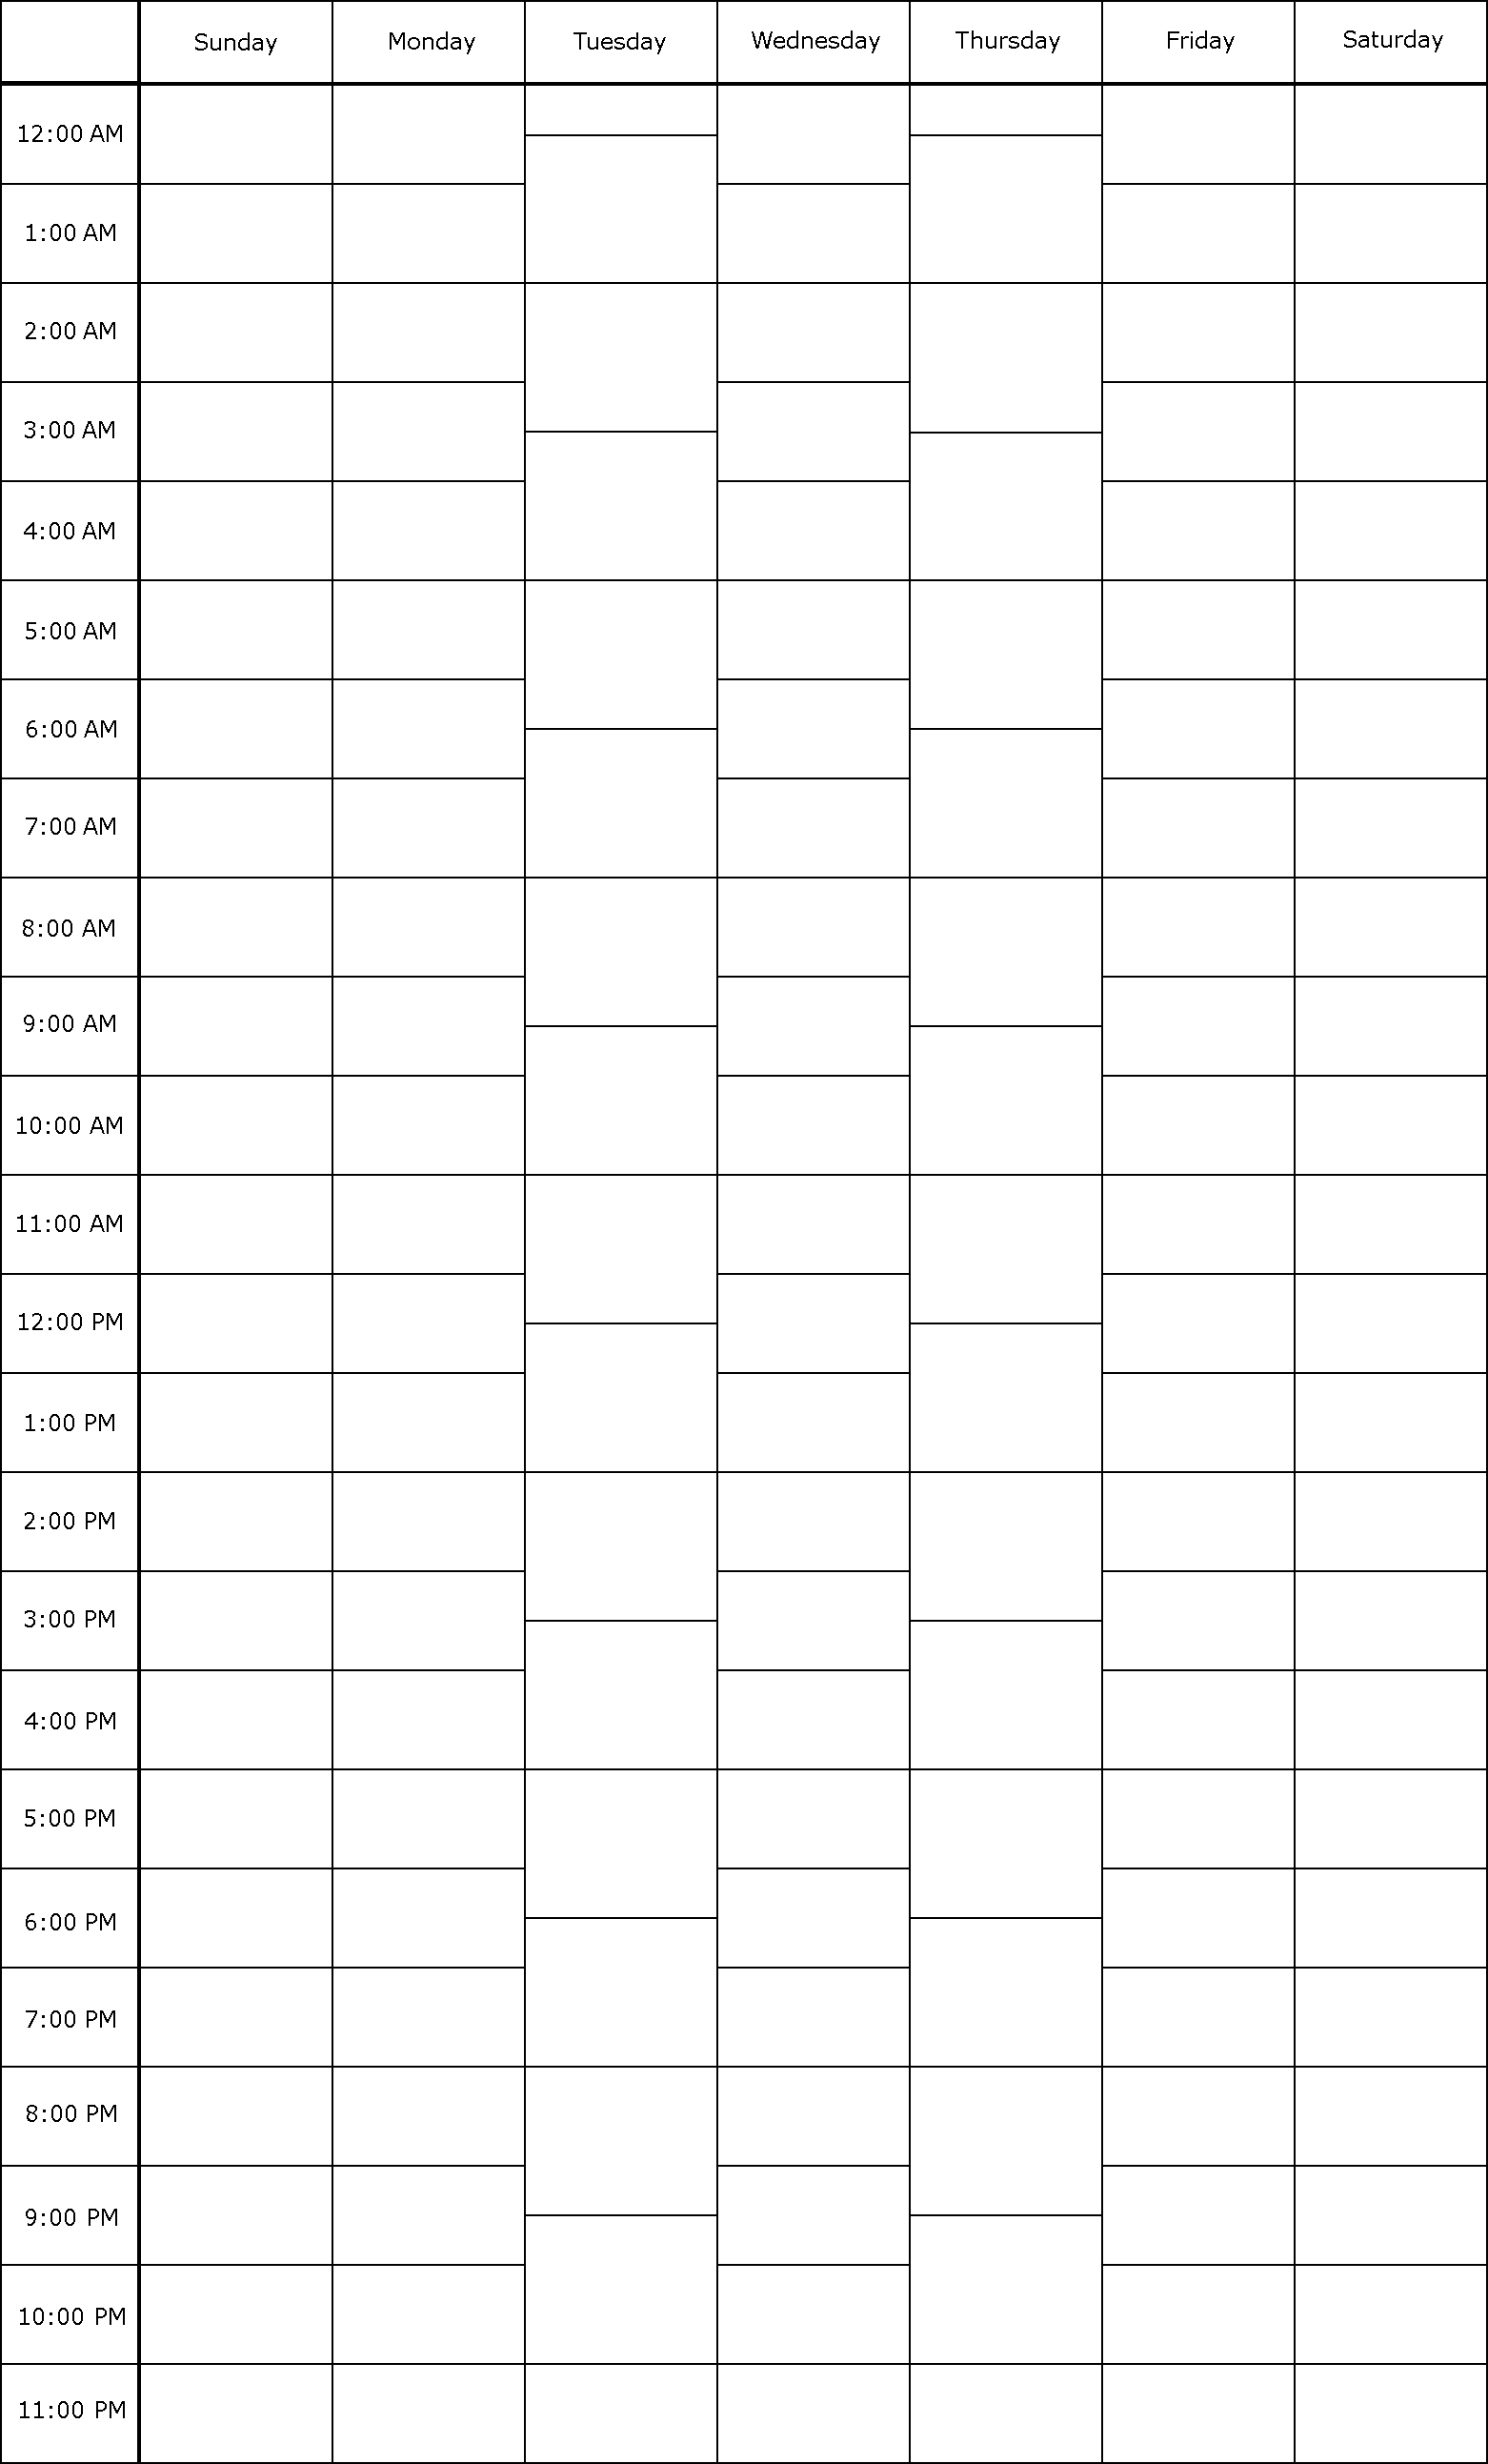 Sunday Monday Tuesday Wednesday Thursday Friday Saturday
12:00 AM
1:00 AM
2:00 AM
3:00 AM
4:00 AM
5:00 AM
6:00 AM
7:00 AM
8:00 AM
9:00 AM
10:00 AM
11:00 AM
12:00 PM
1:00 PM
2:00 PM
3:00 PM
4:00 PM
5:00 PM
6:00 PM
7:00 PM
8:00 PM
9:00 PM
10:00 PM
11:00 PM